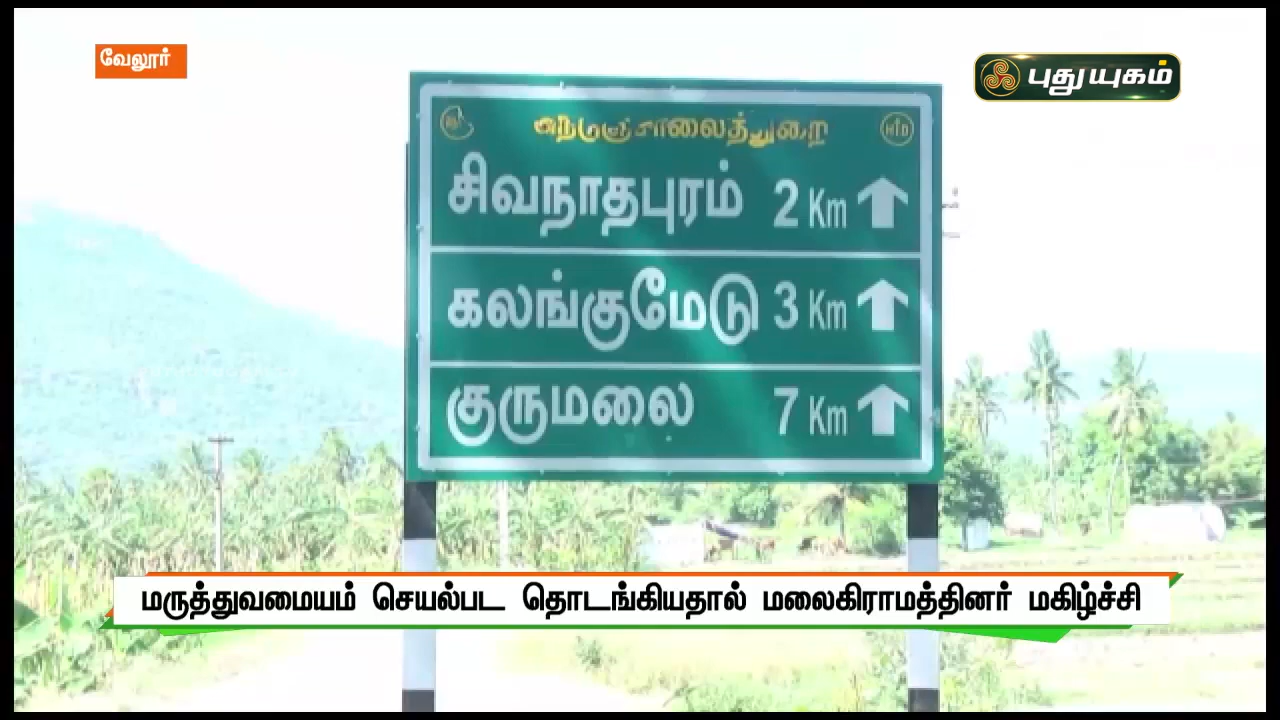 வேலூர்
புதுயுகம்
நெடுஞ்சாலைத்துறை
HTD
சிவநாதபுரம் 2 Km
கலங்குமேடு 3 Km
குருமலை 7 Km
மருத்துவமையம் செயல்பட தொடங்கியதால் மலைகிராமத்தினர் மகிழ்ச்சி